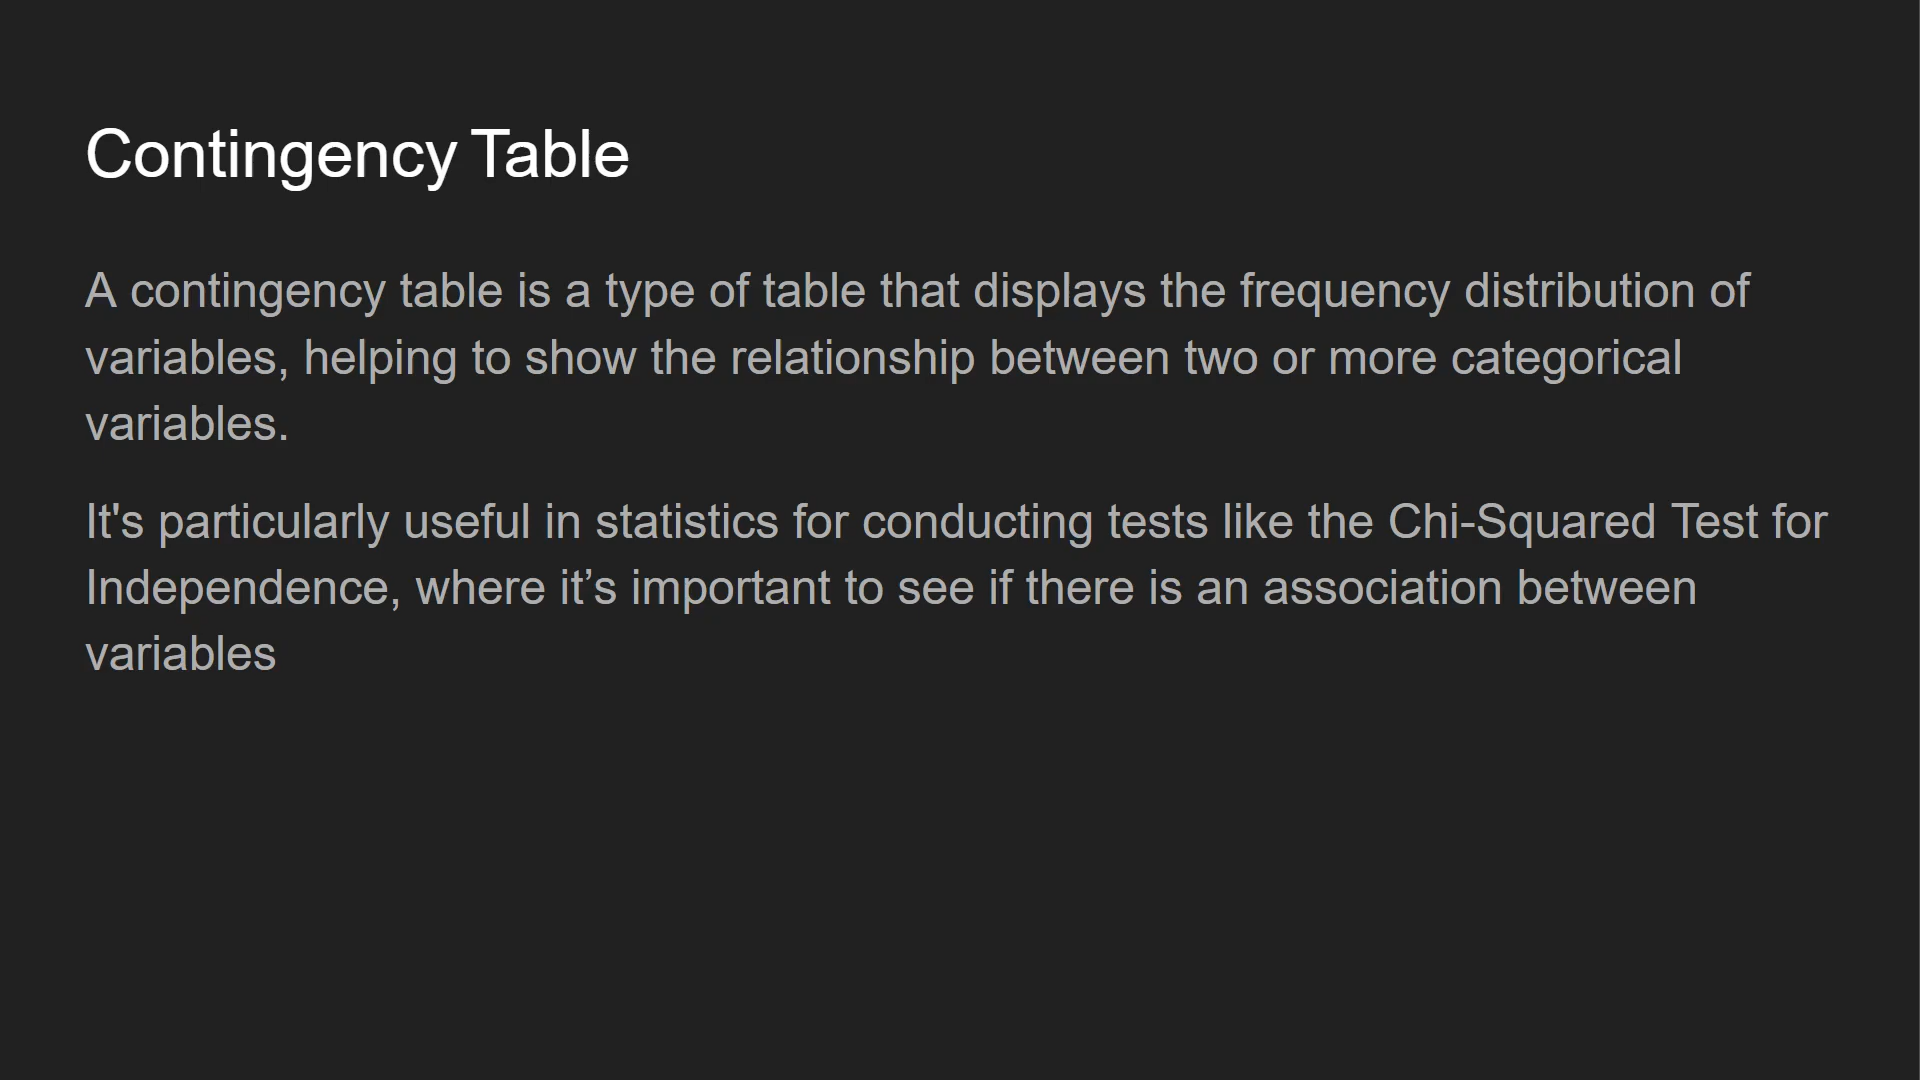 Contingency Table
A contingency table is a type of table that displays the frequency distribution of
variables, helping to show the relationship between two or more categorical
variables.
It's particularly useful in statistics for conducting tests like the Chi-Squared Test for
Independence, where it’s important to see if there is an association between
variables